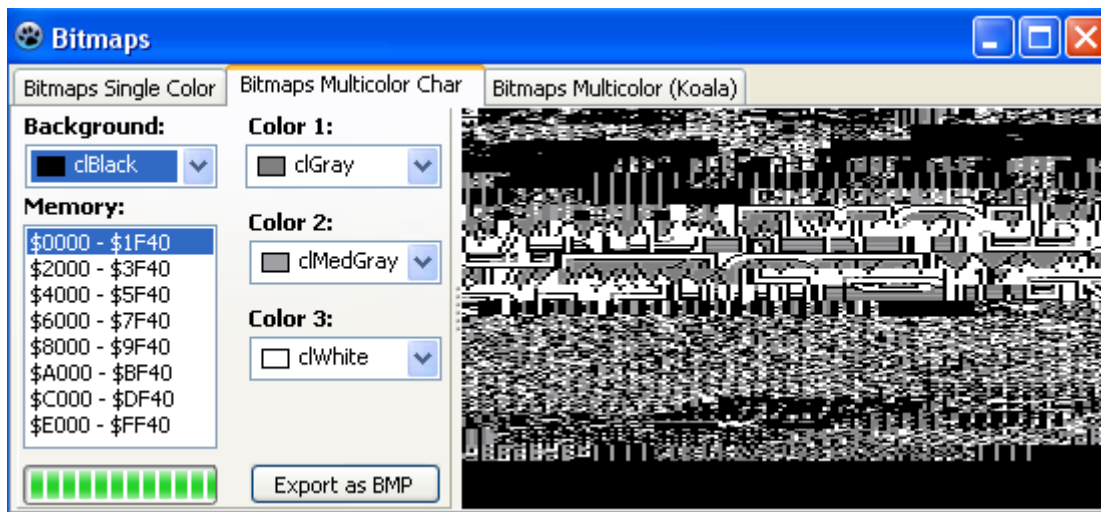 Bitmaps
Bitmaps Single Color
Bitmaps Multicolor Char
Bitmaps Multicolor (Koala)
Background:
clBlack
Memory:
$0000 - $1F40
$2000 - $3F40
$4000 - $5F40
$6000 - $7F40
$8000 - $9F40
$A000 - $BF40
$C000 - $DF40
$E000 - $FF40
Color 1:
clGray
Color 2:
clMedGray
Color 3:
clWhite
Export as BMP